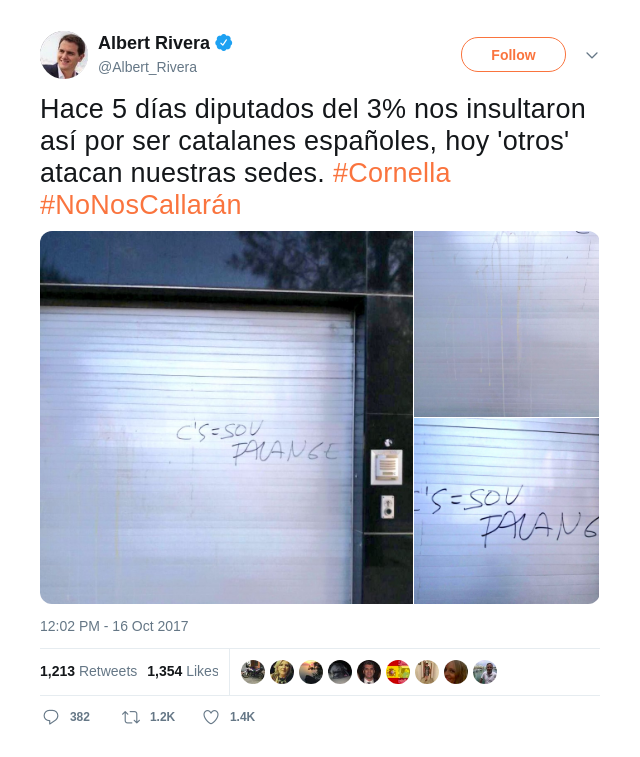 Albert Rivera
@Albert_Rivera
Follow
Hace 5 días diputados del 3% nos insultaron
así por ser catalanes españoles, hoy 'otros'
atacan nuestras sedes. #Cornella
#NoNosCallarán
C'S=SOU
FALANGE
C'S=SOU
FALANG
12:02 PM - 16 Oct 2017
1,213 Retweets 1,354 Likes
382 1.2K 1.4K